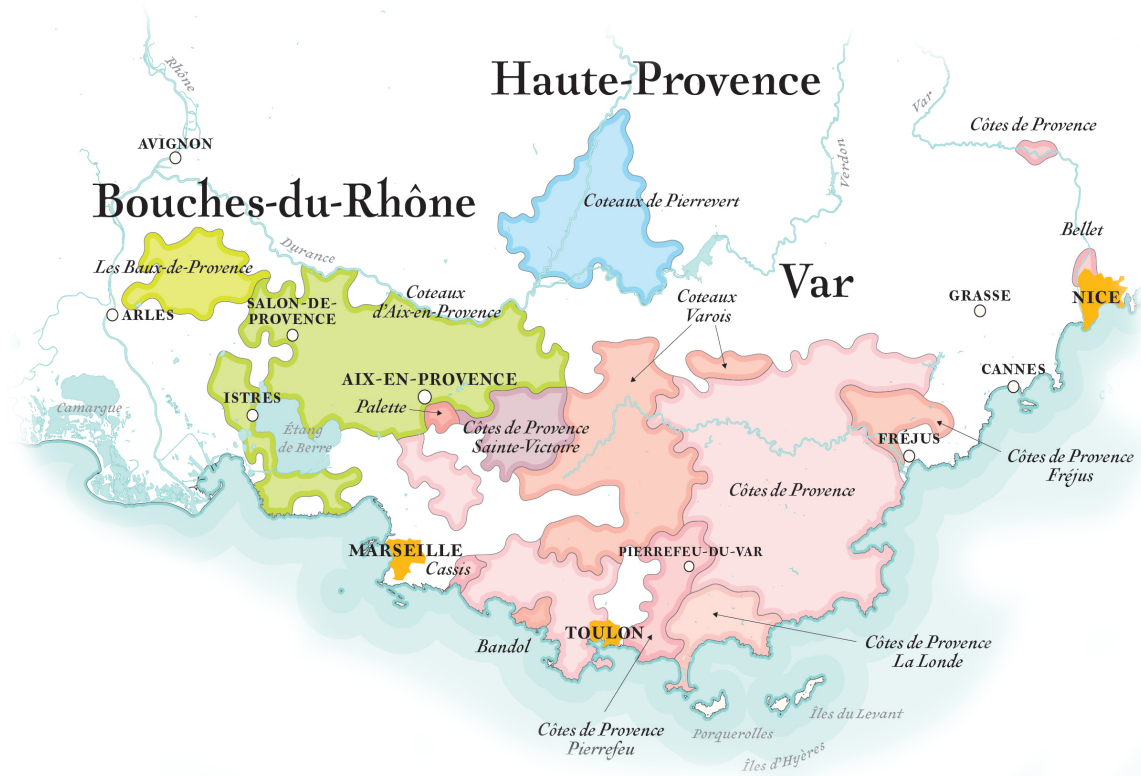 Rhône
Haute-Provence
Var
Côtes de Provence
AVIGNON
Verdon
Bouches-du-Rhône
Coteaux de Pierrevert
Bellet
Durance
Les Baux-de-Provence
Var
NICE
GRASSE
SALON-DE-
PROVENCE
Coteaux
d'Aix-en-Provence
Coteaux
Varois
ARLES
CANNES
AIX-EN-PROVENCE
ISTRES
Palette
Camargue
Étang
de Berre
Côtes de Provence
Sainte-Victoire
FRÉJUS
Côtes de Provence
Fréjus
Côtes de Provence
MARSEILLE
Cassis
PIERREFEU-DU-VAR
Bandol
TOULON
Côtes de Provence
La Londe
Côtes de Provence
Pierrefeu
Îles du Levant
Porquerolles
Îles d'Hyères